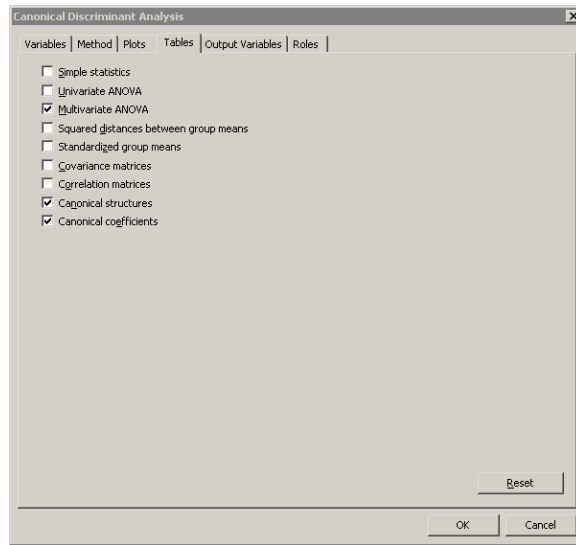 Canonical Discriminant Analysis
Variables Method Plots Tables Output Variables Roles
Simple statistics
Univariate ANOVA
Multivariate ANOVA
Squared distances between group means
Standardized group means
Covariance matrices
Correlation matrices
Canonical structures
Canonical coefficients
Reset
OK Cancel